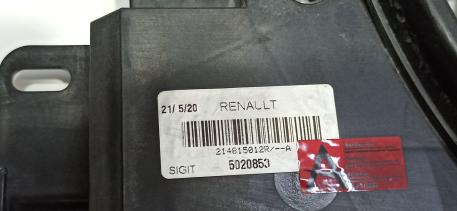 21/ 5/20 RENAULT
214815012R/--A
SIGIT 5020853
A